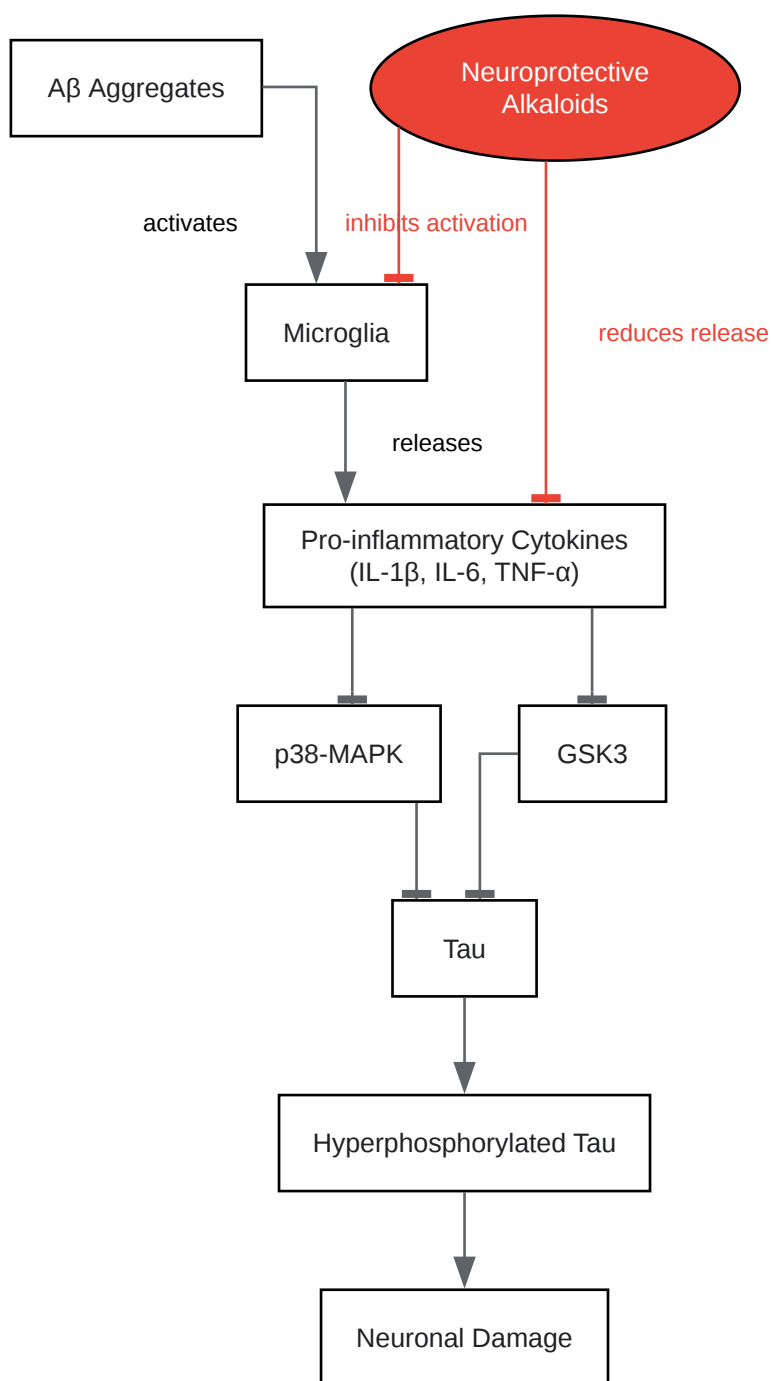 Aβ Aggregates
Neuroprotective
Alkaloids
activates
inhibits activation
Microglia
reduces release
releases
Pro-inflammatory Cytokines
(IL-1β, IL-6, TNF-α)
p38-MAPK
GSK3
Tau
Hyperphosphorylated Tau
Neuronal Damage